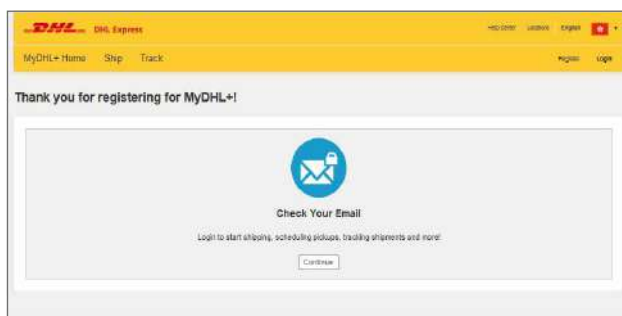 DHL DHL Express
Help Center Locations English
MyDHL+ Home Ship Track
Register Login
Thank you for registering for MyDHL+!
Check Your Email
Login to start shipping, scheduling pickups, tracking shipments and more!
Continue